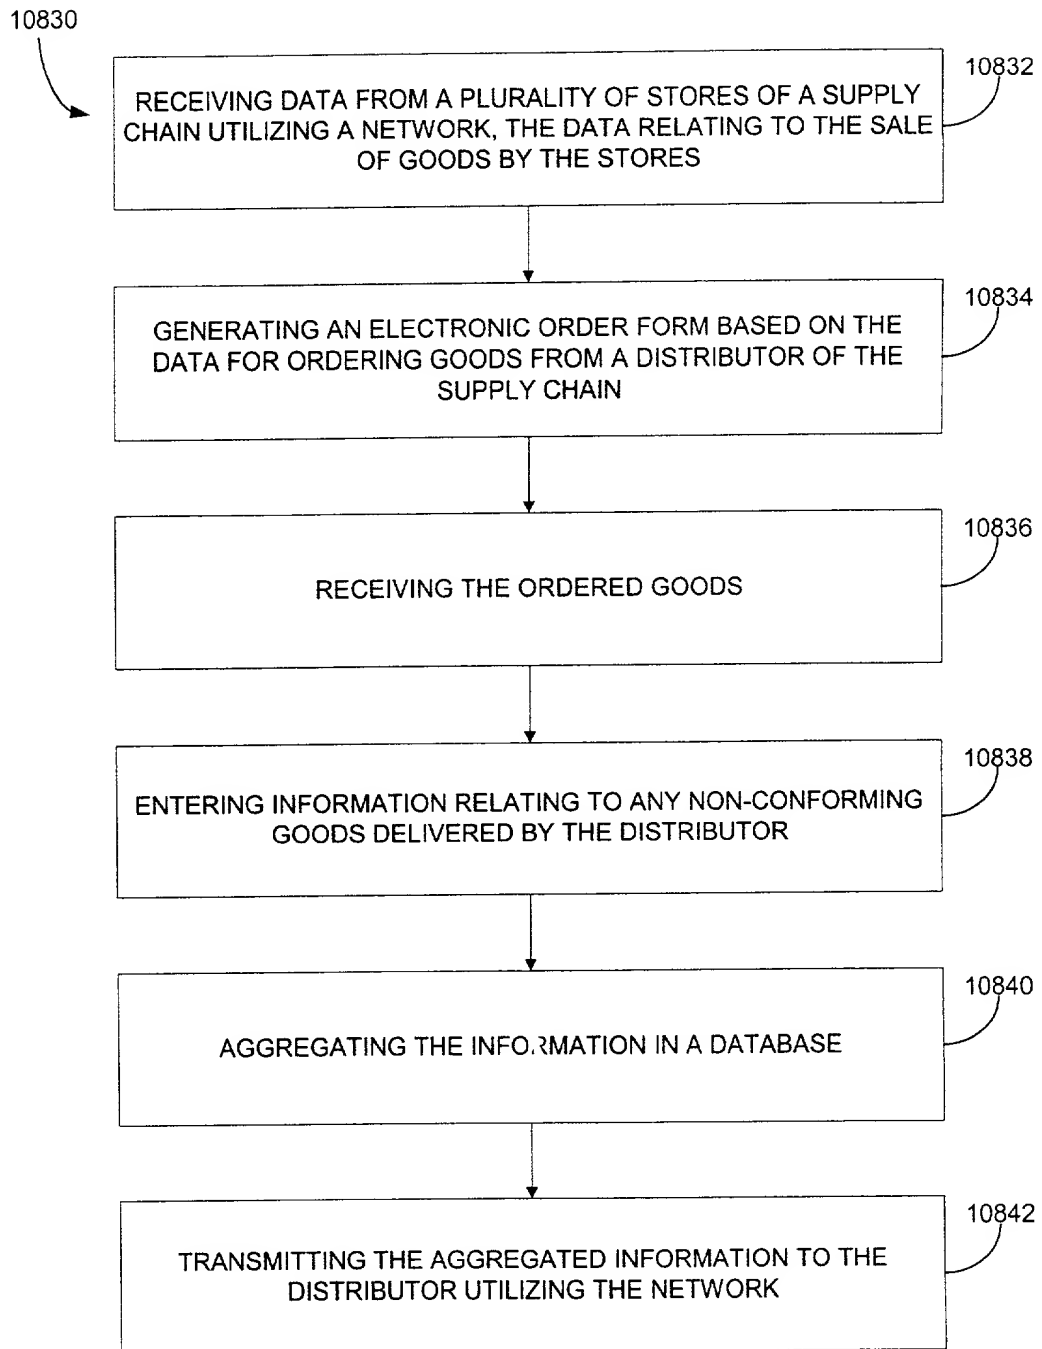 10830
10832
RECEIVING DATA FROM A PLURALITY OF STORES OF A SUPPLY
CHAIN UTILIZING A NETWORK, THE DATA RELATING TO THE SALE
OF GOODS BY THE STORES
10834
GENERATING AN ELECTRONIC ORDER FORM BASED ON THE
DATA FOR ORDERING GOODS FROM A DISTRIBUTOR OF THE
SUPPLY CHAIN
10836
RECEIVING THE ORDERED GOODS
10838
ENTERING INFORMATION RELATING TO ANY NON-CONFORMING
GOODS DELIVERED BY THE DISTRIBUTOR
10840
AGGREGATING THE INFORMATION IN A DATABASE
10842
TRANSMITTING THE AGGREGATED INFORMATION TO THE
DISTRIBUTOR UTILIZING THE NETWORK